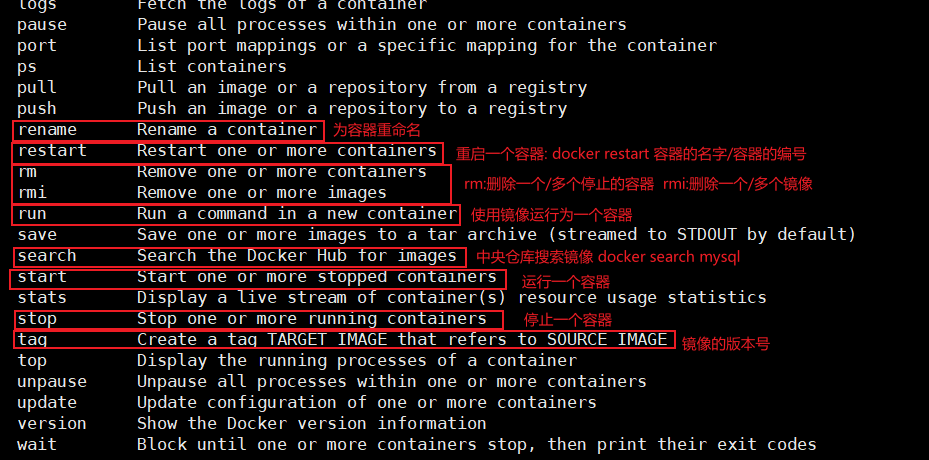 logs Fetch the logs of a container
pause Pause all processes within one or more containers
port List port mappings or a specific mapping for the container
ps List containers
pull Pull an image or a repository from a registry
push Push an image or a repository to a registry
rename Rename a container 为容器重命名
restart Restart one or more containers 重启一个容器: docker restart 容器的名字/容器的编号
rm Remove one or more containers
rmi Remove one or more images rm:删除一个/多个停止的容器 rmi:删除一个/多个镜像
run Run a command in a new container 使用镜像运行为一个容器
save Save one or more images to a tar archive (streamed to STDOUT by default)
search Search the Docker Hub for images 中央仓库搜索镜像 docker search mysql
start Start one or more stopped containers 运行一个容器
stats Display a live stream of container(s) resource usage statistics
stop Stop one or more running containers 停止一个容器
tag Create a tag TARGET_IMAGE that refers to SOURCE_IMAGE 镜像的版本号
top Display the running processes of a container
unpause Unpause all processes within one or more containers
update Update configuration of one or more containers
version Show the Docker version information
wait Block until one or more containers stop, then print their exit codes